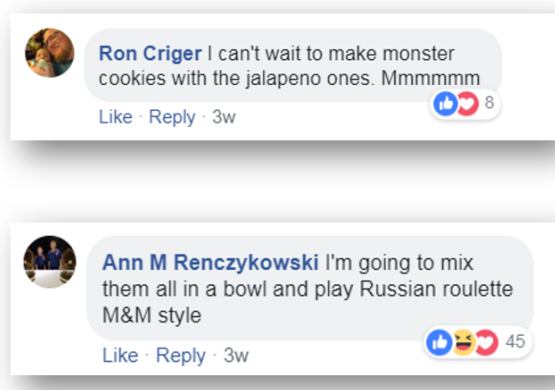 Ron Criger I can't wait to make monster
cookies with the jalapeno ones. Mmmmmm
8
Like · Reply · 3w
Ann M Renczykowski I'm going to mix
them all in a bowl and play Russian roulette
M&M style
45
Like · Reply · 3w